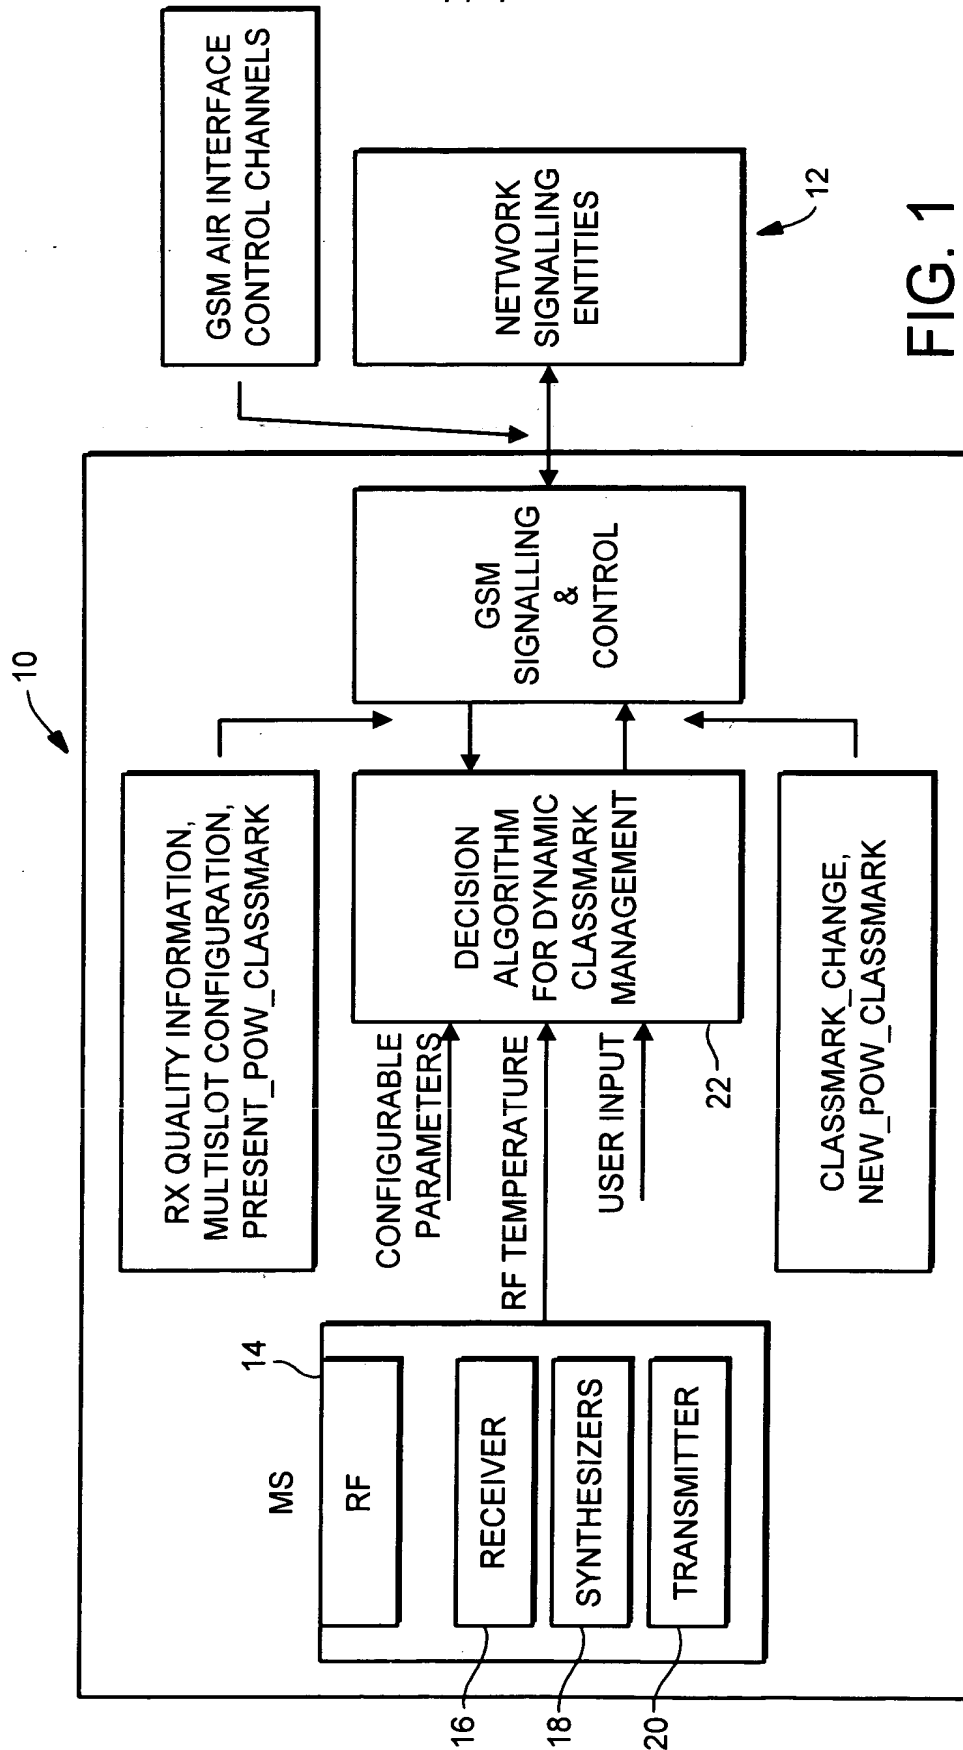 10
MS
14
RF
RECEIVER
SYNTHESIZERS
TRANSMITTER
16
18
20
RX QUALITY INFORMATION,
MULTISLOT CONFIGURATION,
PRESENT_POW_CLASSMARK
CONFIGURABLE
PARAMETERS
RF TEMPERATURE
USER INPUT
DECISION
ALGORITHM
FOR DYNAMIC
CLASSMARK
MANAGEMENT
22
CLASSMARK_CHANGE,
NEW_POW_CLASSMARK
GSM
SIGNALLING
&
CONTROL
GSM AIR INTERFACE
CONTROL CHANNELS
NETWORK
SIGNALLING
ENTITIES
12
FIG. 1